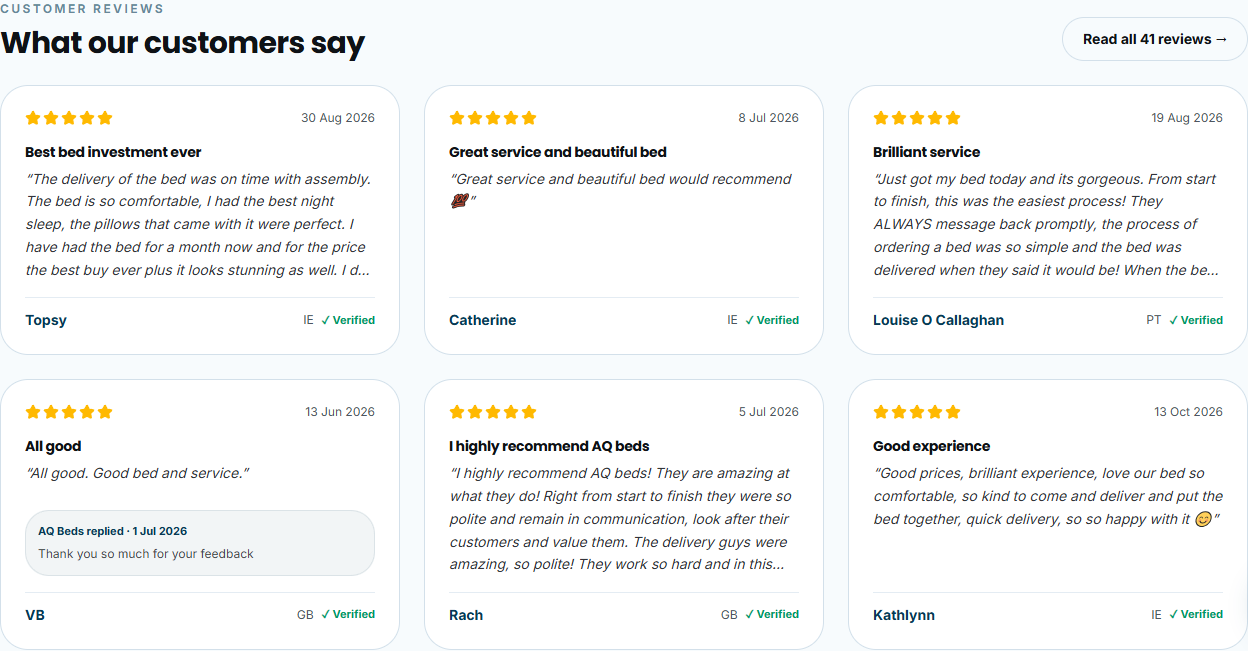 CUSTOMER REVIEWS
What our customers say
Read all 41 reviews →
30 Aug 2026
Best bed investment ever
“The delivery of the bed was on time with assembly.
The bed is so comfortable, I had the best night
sleep, the pillows that came with it were perfect. I
have had the bed for a month now and for the price
the best buy ever plus it looks stunning as well. I d...
Topsy
IE ✓ Verified
8 Jul 2026
Great service and beautiful bed
“Great service and beautiful bed would recommend
💯”
Catherine
IE ✓ Verified
19 Aug 2026
Brilliant service
“Just got my bed today and its gorgeous. From start
to finish, this was the easiest process! They
ALWAYS message back promptly, the process of
ordering a bed was so simple and the bed was
delivered when they said it would be! When the be...
Louise O Callaghan
PT ✓ Verified
13 Jun 2026
All good
“All good. Good bed and service.”
AQ Beds replied · 1 Jul 2026
Thank you so much for your feedback
VB
GB ✓ Verified
5 Jul 2026
I highly recommend AQ beds
“I highly recommend AQ beds! They are amazing at
what they do! Right from start to finish they were so
polite and remain in communication, look after their
customers and value them. The delivery guys were
amazing, so polite! They work so hard and in this...
Rach
GB ✓ Verified
13 Oct 2026
Good experience
“Good prices, brilliant experience, love our bed so
comfortable, so kind to come and deliver and put the
bed together, quick delivery, so so happy with it 😊”
Kathlynn
IE ✓ Verified